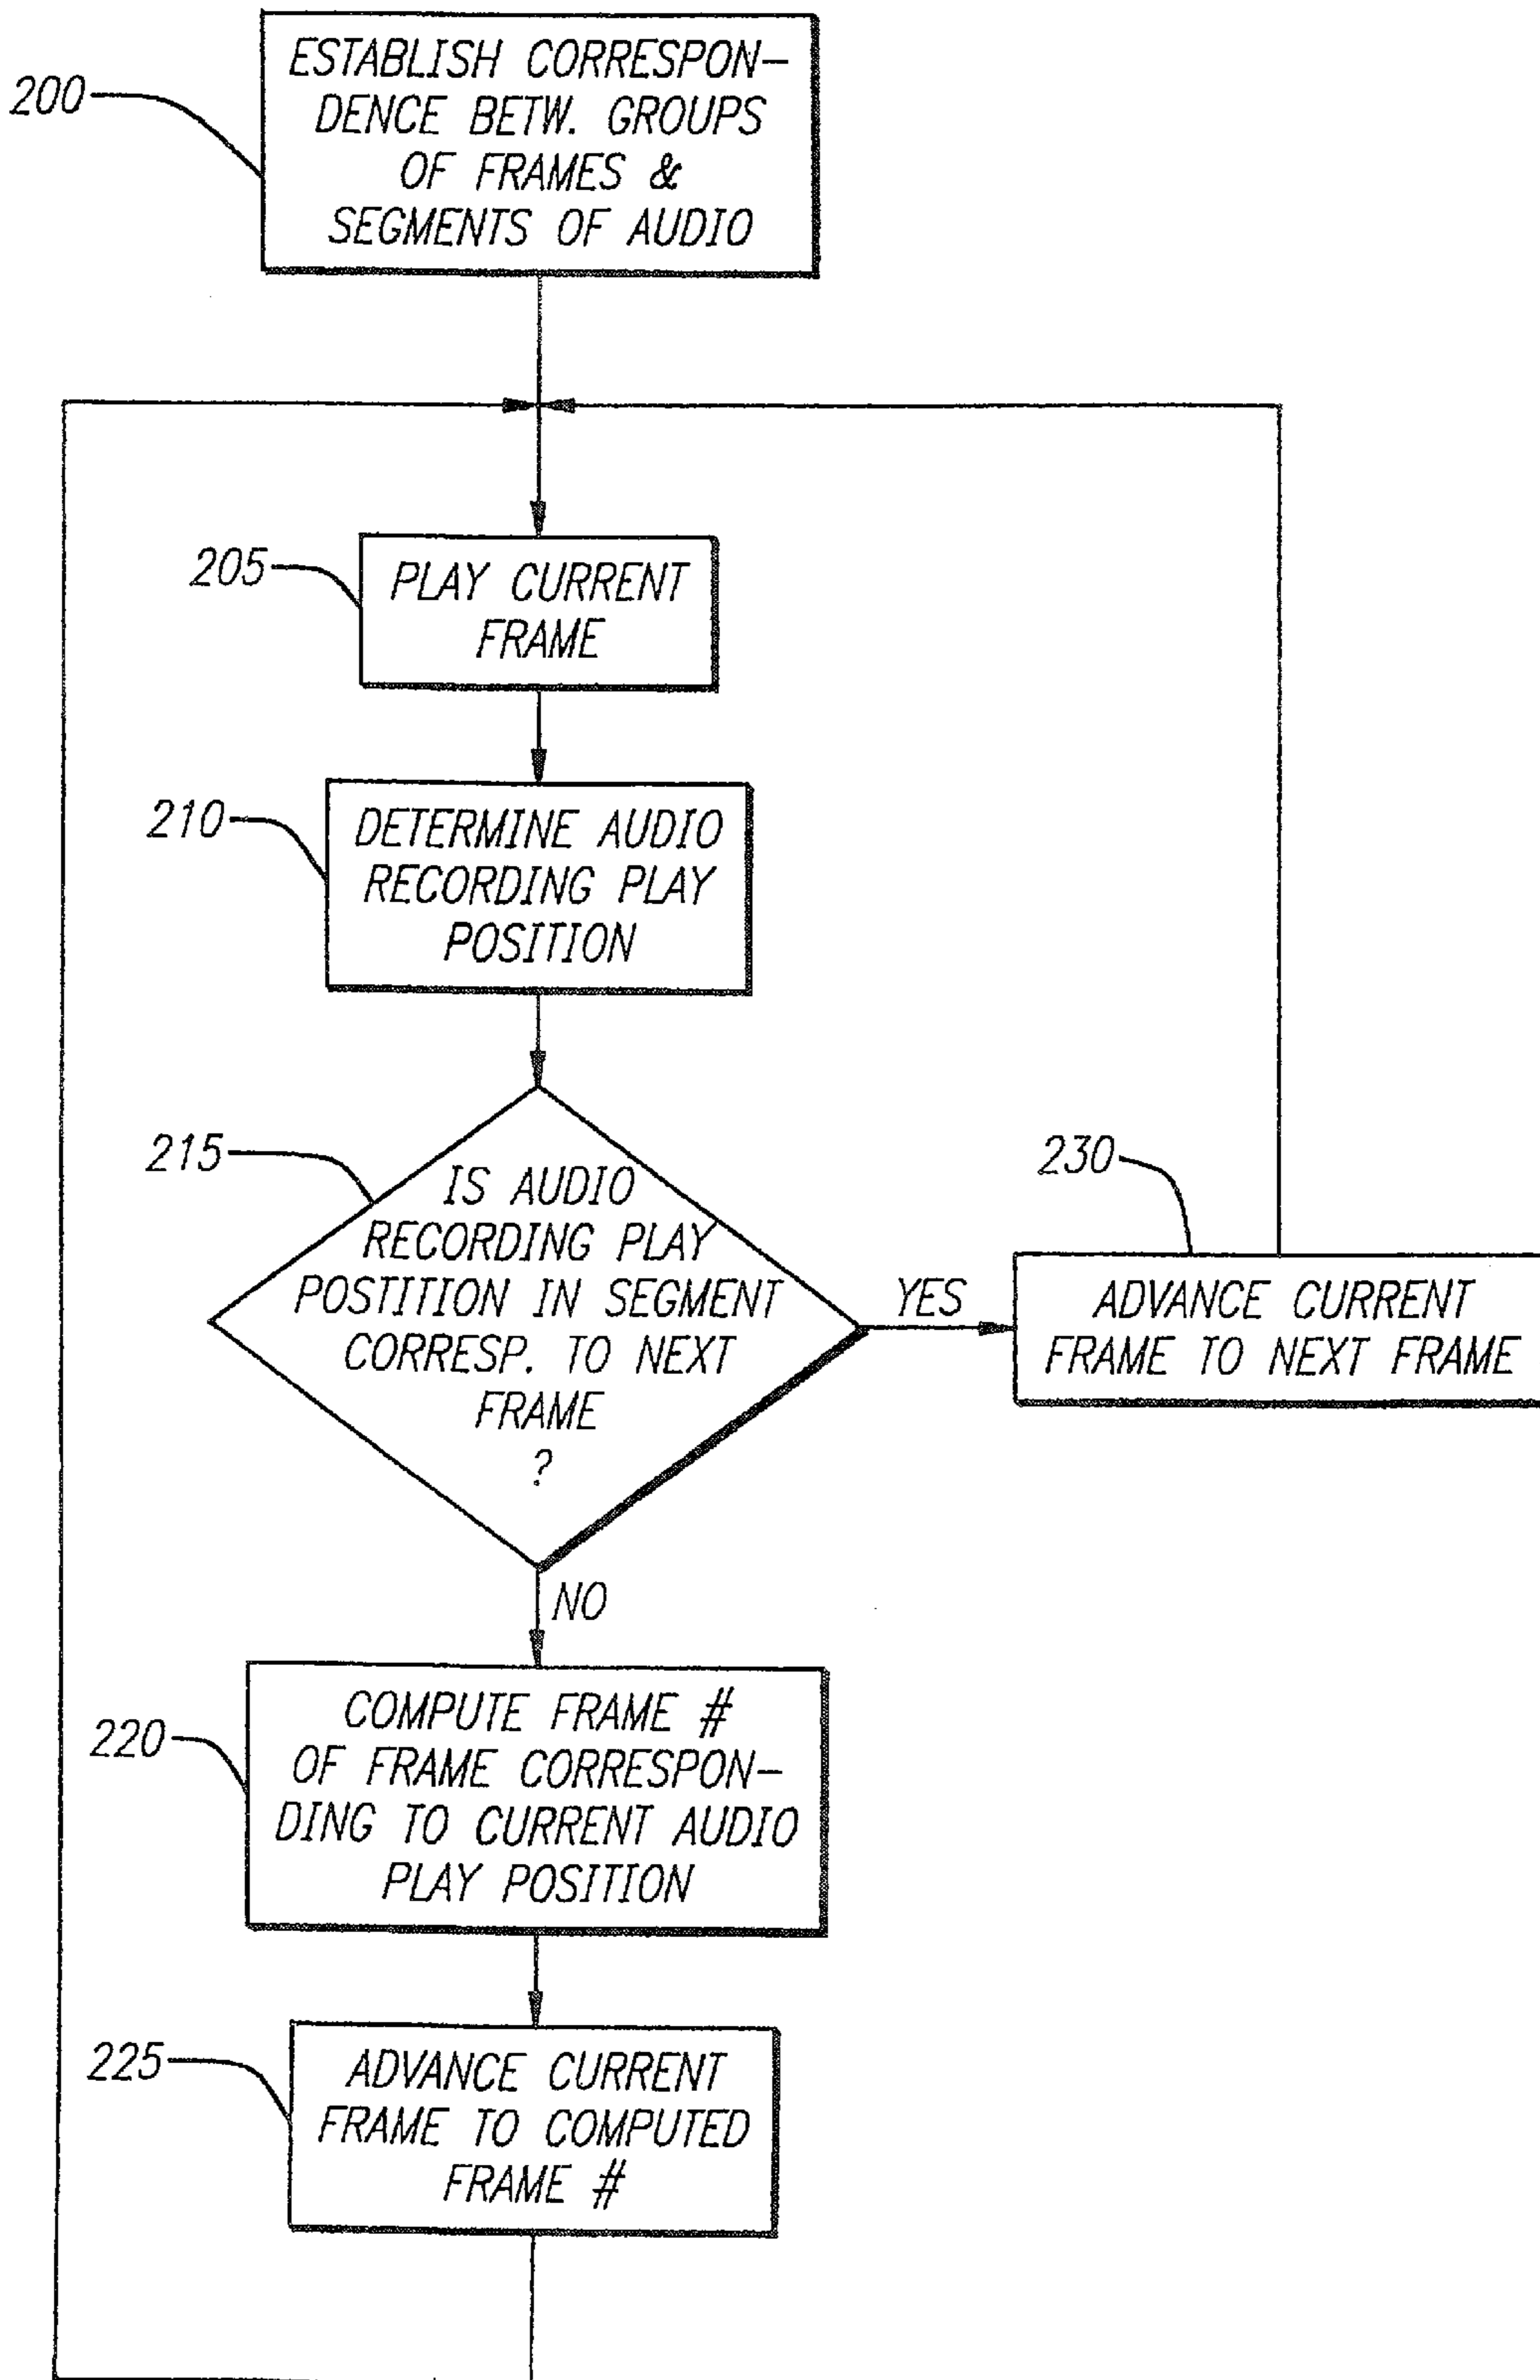 200
ESTABLISH CORRESPON-
DENCE BETW. GROUPS
OF FRAMES &
SEGMENTS OF AUDIO
205
PLAY CURRENT
FRAME
210
DETERMINE AUDIO
RECORDING PLAY
POSITION
215
IS AUDIO
RECORDING PLAY
POSTITION IN SEGMENT
CORRESP. TO NEXT
FRAME
?
YES
230
ADVANCE CURRENT
FRAME TO NEXT FRAME
NO
220
COMPUTE FRAME #
OF FRAME CORRESPON-
DING TO CURRENT AUDIO
PLAY POSITION
225
ADVANCE CURRENT
FRAME TO COMPUTED
FRAME #